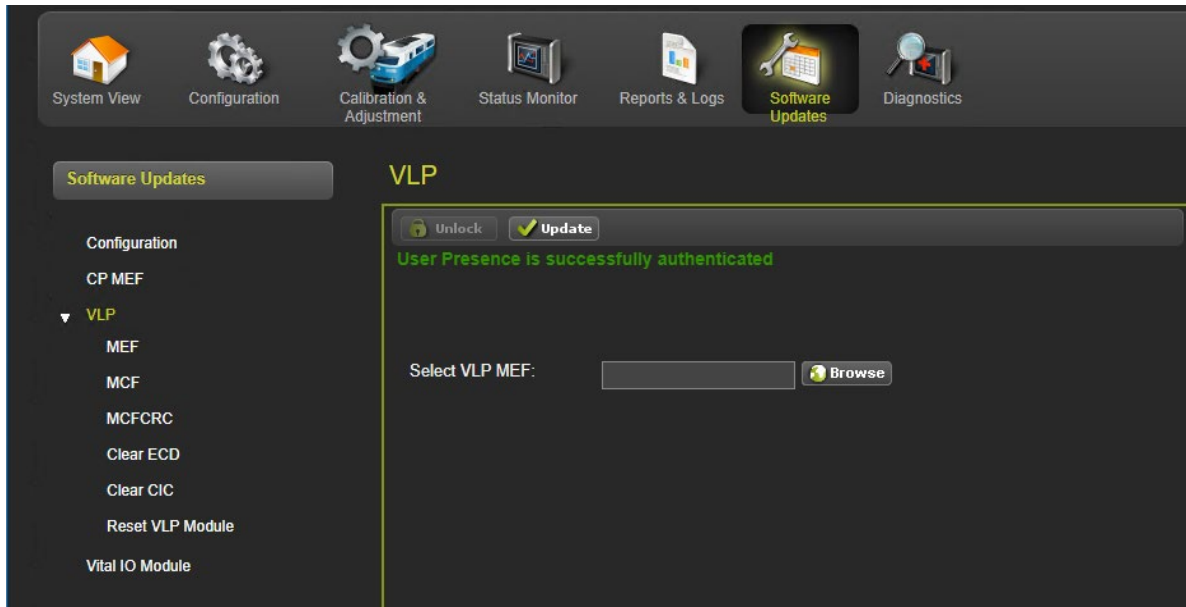 System View
Configuration
Calibration &
Adjustment
Status Monitor
Reports & Logs
Software
Updates
Diagnostics
Software Updates
Configuration
CP MEF
VLP
MEF
MCF
MCFCRC
Clear ECD
Clear CIC
Reset VLP Module
Vital IO Module
VLP
Unlock
Update
User Presence is successfully authenticated
Select VLP MEF:
Browse